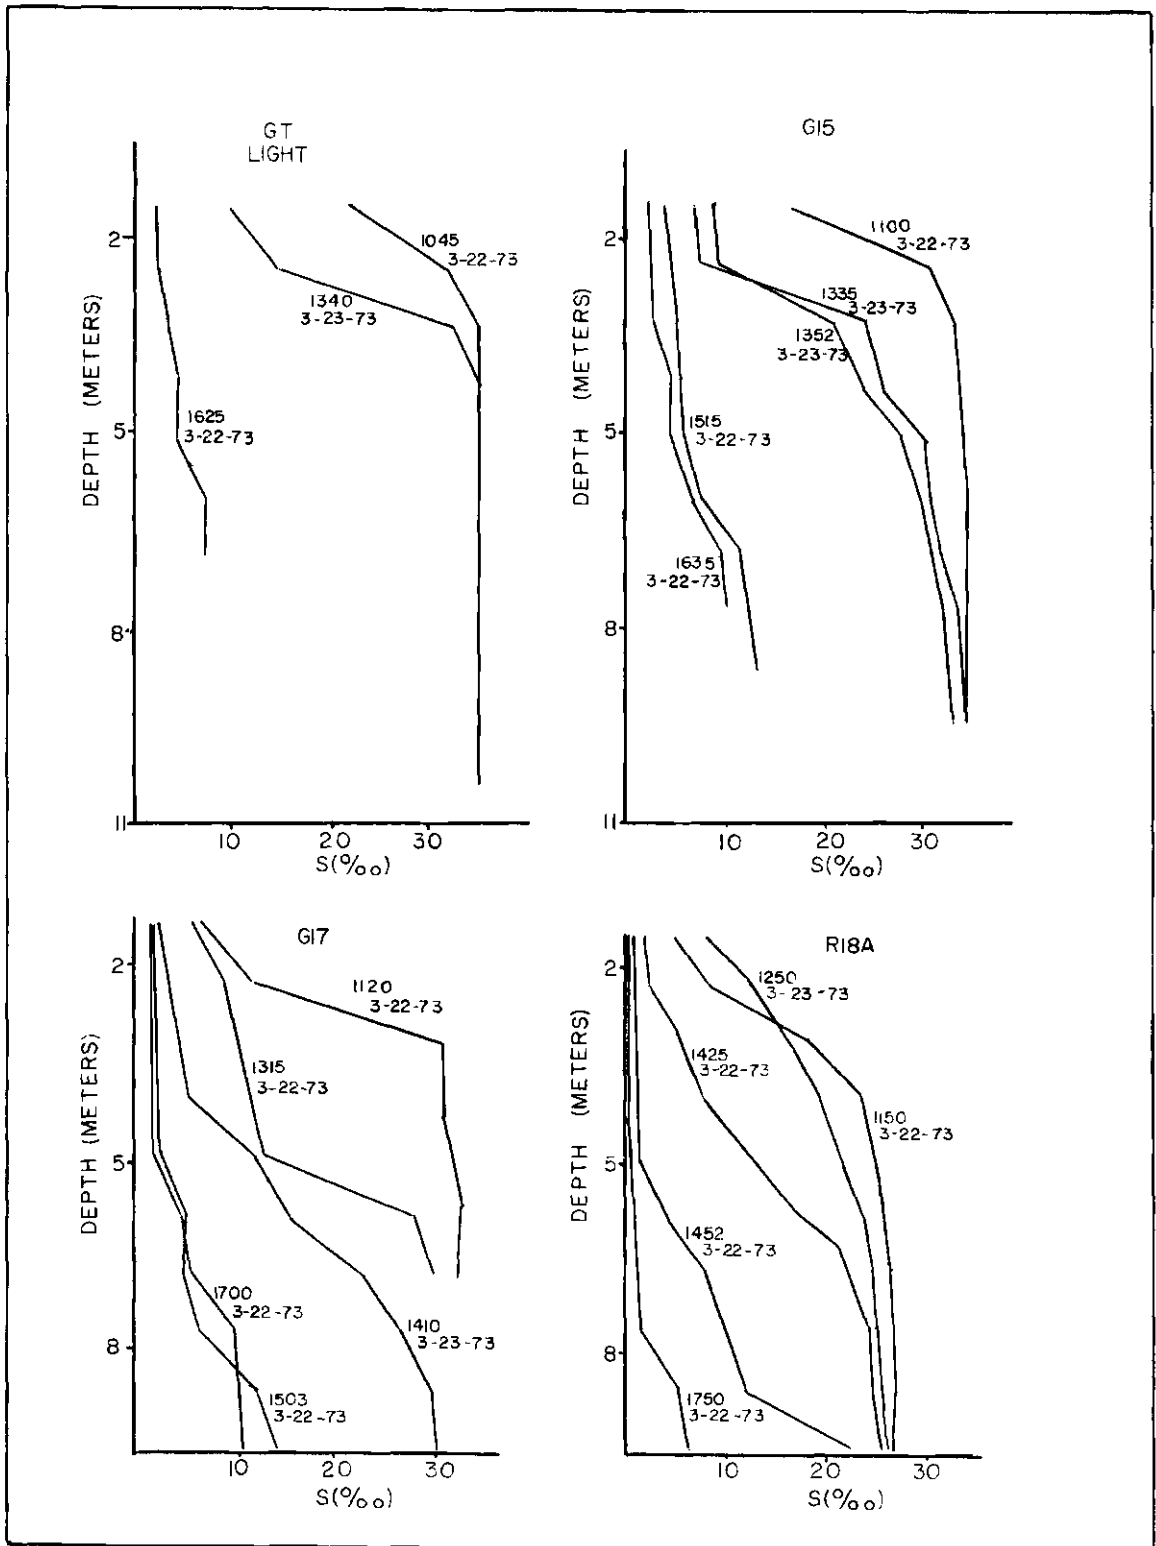 GT
LIGHT
2
5
8
11
DEPTH (METERS)
10 20 30
S(‰)
1045
3-22-73
1340
3-23-73
1625
3-22-73
G15
2
5
8
11
DEPTH (METERS)
10 20 30
S(‰)
1100
3-22-73
1335
3-23-73
1352
3-23-73
1515
3-22-73
1635
3-22-73
G17
2
5
8
DEPTH (METERS)
10 20 30
S(‰)
1120
3-22-73
1315
3-22-73
1700
3-22-73
1410
3-23-73
1503
3-22-73
R18A
2
5
8
DEPTH (METERS)
10 20 30
S(‰)
1250
3-23-73
1425
3-22-73
1150
3-22-73
1452
3-22-73
1750
3-22-73